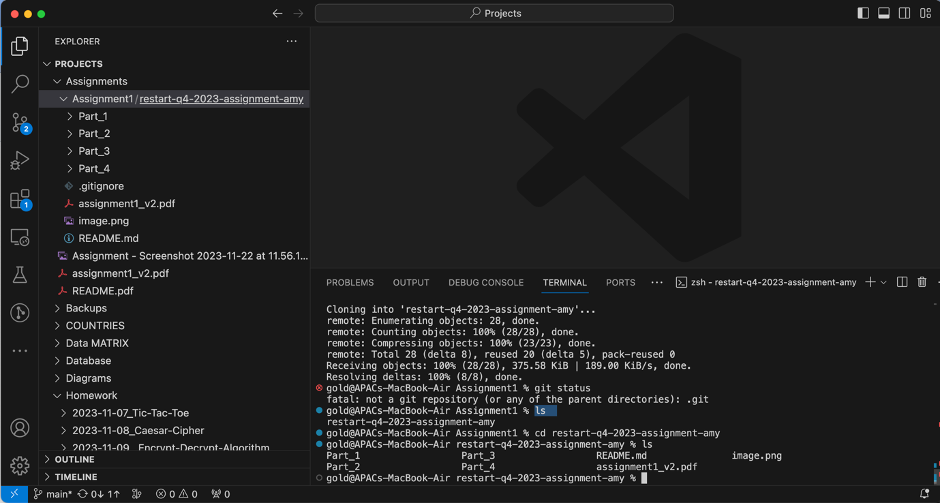 Projects
EXPLORER
PROJECTS
Assignments
Assignment1/restart-q4-2023-assignment-amy
Part_1
Part_2
Part_3
Part_4
.gitignore
assignment1_v2.pdf
image.png
README.md
Assignment - Screenshot 2023-11-22 at 11.56.1...
assignment1_v2.pdf
README.pdf
Backups
COUNTRIES
Data MATRIX
Database
Diagrams
Homework
2023-11-07_Tic-Tac-Toe
2023-11-08_Caesar-Cipher
2023-11-09_Encrypt-Decrypt-Algorithm
OUTLINE
TIMELINE
2
1
PROBLEMS OUTPUT DEBUG CONSOLE TERMINAL PORTS ... zsh - restart-q4-2023-assignment-amy
Cloning into 'restart-q4-2023-assignment-amy'...
remote: Enumerating objects: 28, done.
remote: Counting objects: 100% (28/28), done.
remote: Compressing objects: 100% (23/23), done.
remote: Total 28 (delta 8), reused 20 (delta 5), pack-reused 0
Receiving objects: 100% (28/28), 375.58 KiB | 189.00 KiB/s, done.
Resolving deltas: 100% (8/8), done.
gold@APACs-MacBook-Air Assignment1 % git status
fatal: not a git repository (or any of the parent directories): .git
gold@APACs-MacBook-Air Assignment1 % ls
restart-q4-2023-assignment-amy
gold@APACs-MacBook-Air Assignment1 % cd restart-q4-2023-assignment-amy
gold@APACs-MacBook-Air restart-q4-2023-assignment-amy % ls
Part_1 Part_3 README.md image.png
Part_2 Part_4 assignment1_v2.pdf
gold@APACs-MacBook-Air restart-q4-2023-assignment-amy %
main* 0↓ 1↑ 0 0 0